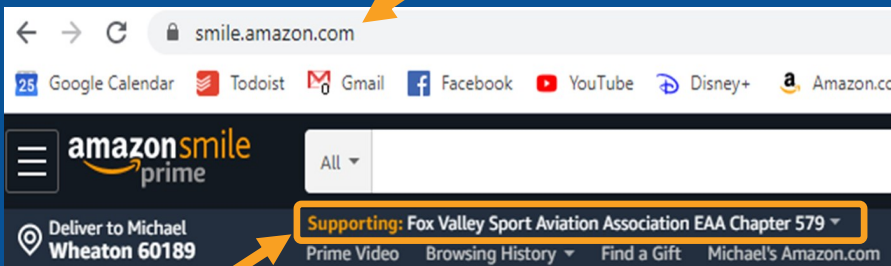 smile.amazon.com
25 Google Calendar Todoist 0 Gmail Facebook YouTube Disney+ a Amazon.co
amazonsmile
prime
All
Deliver to Michael
Wheaton 60189
Supporting: Fox Valley Sport Aviation Association EAA Chapter 579
Prime Video Browsing History Find a Gift Michael's Amazon.com